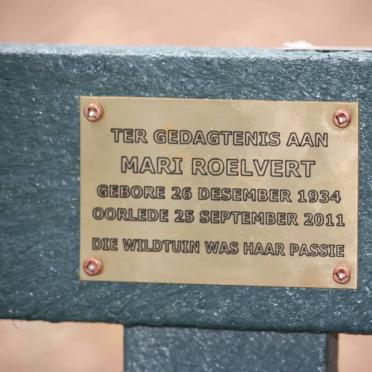 TER GEDAGTENIS AAN
MARI ROELVERT
GEBORE 26 DESEMBER 1934
OORLEDE 25 SEPTEMBER 2011
DIE WILDTUIN WAS HAAR PASSIE